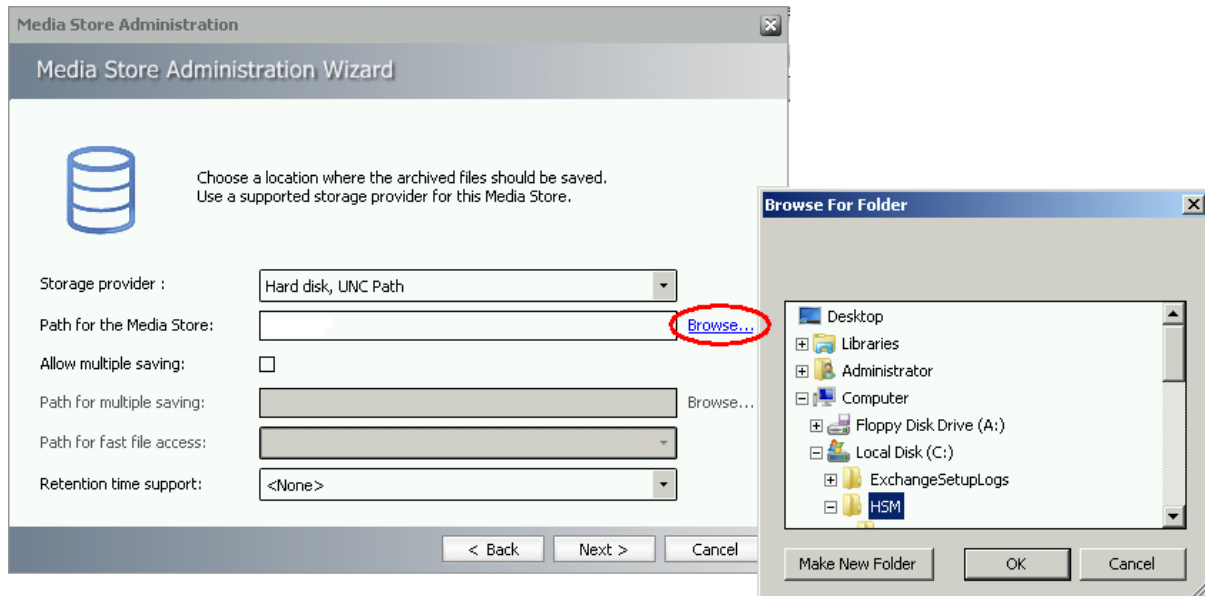 Media Store Administration
Media Store Administration Wizard
Choose a location where the archived files should be saved.
Use a supported storage provider for this Media Store.
Storage provider :
Hard disk, UNC Path
Path for the Media Store:
Browse...
Allow multiple saving:
Path for multiple saving:
Browse...
Path for fast file access:
Retention time support:
<None>
< Back
Next >
Cancel
Browse For Folder
Desktop
Libraries
Administrator
Computer
Floppy Disk Drive (A:)
Local Disk (C:)
ExchangeSetupLogs
HSM
Make New Folder
OK
Cancel